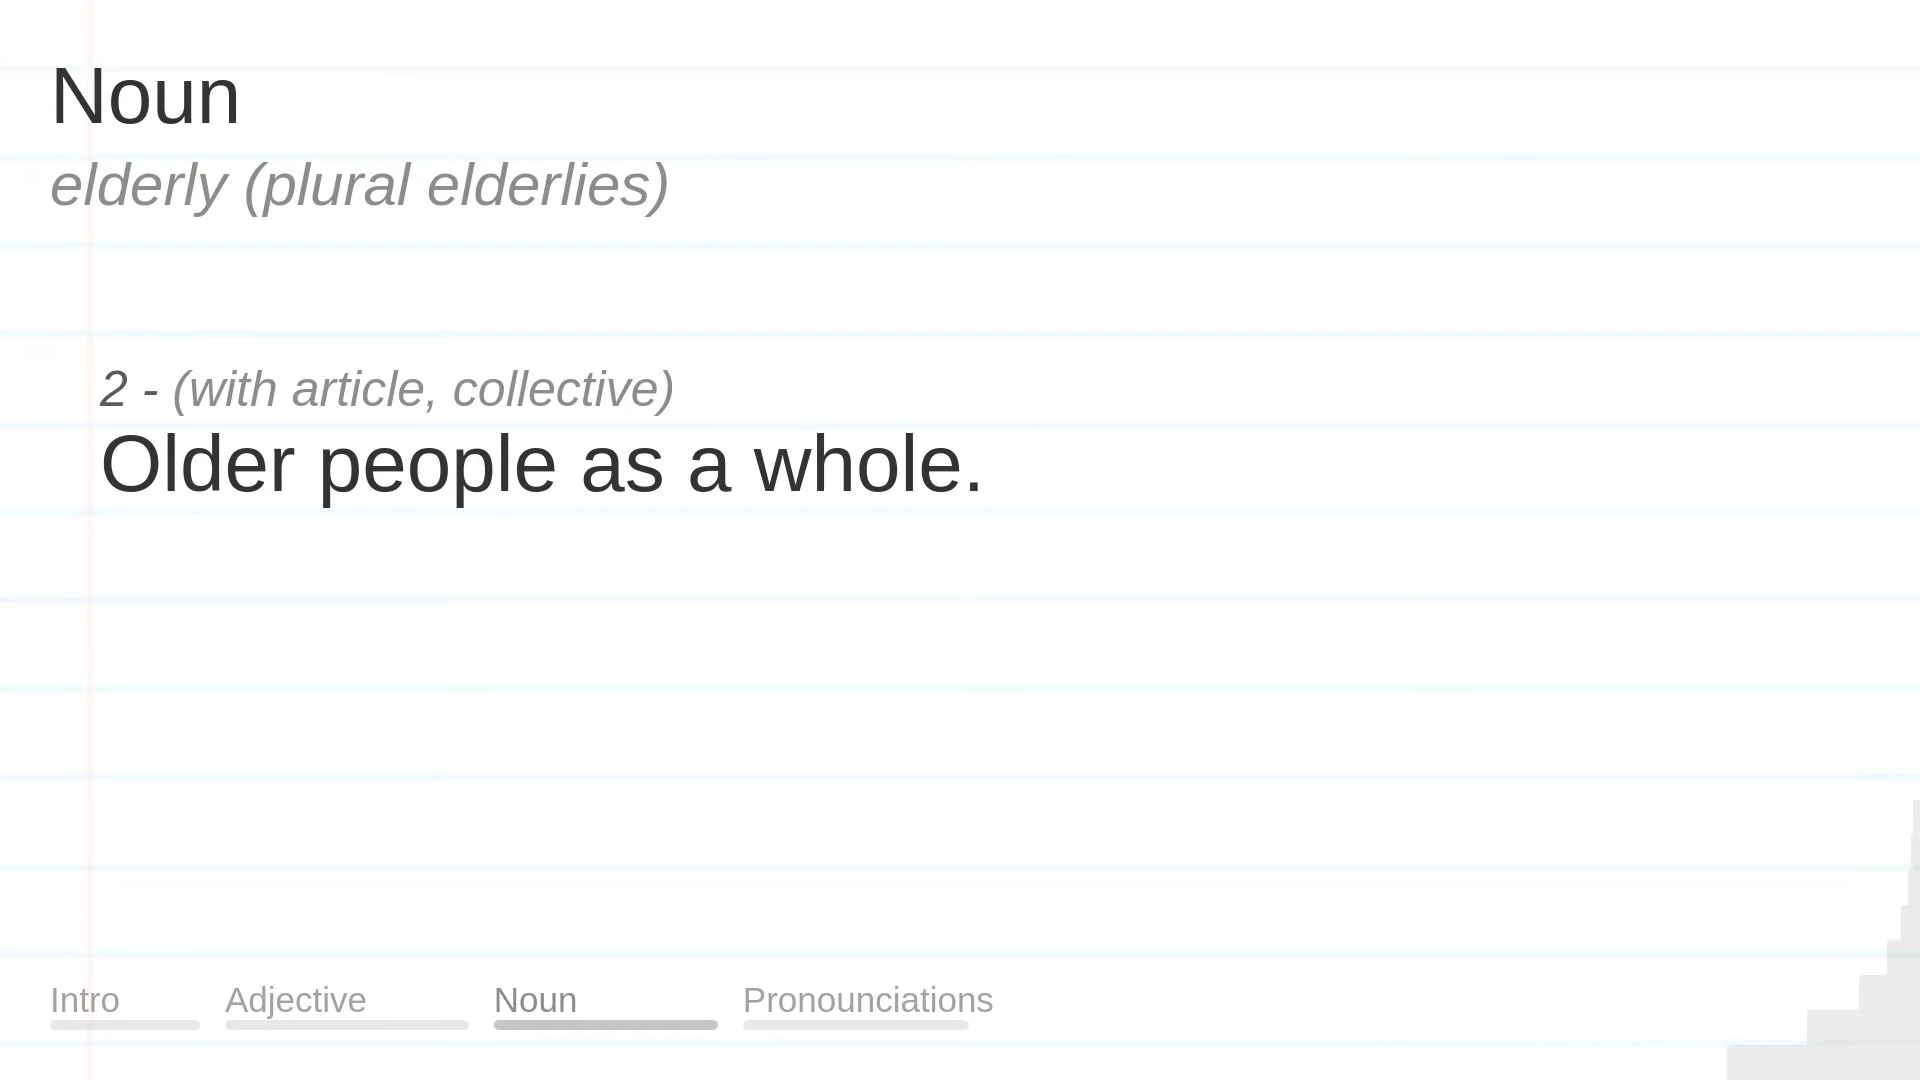 Noun
elderly (plural elderlies)
2 - (with article, collective)
Older people as a whole.
Intro Adjective Noun Pronounciations